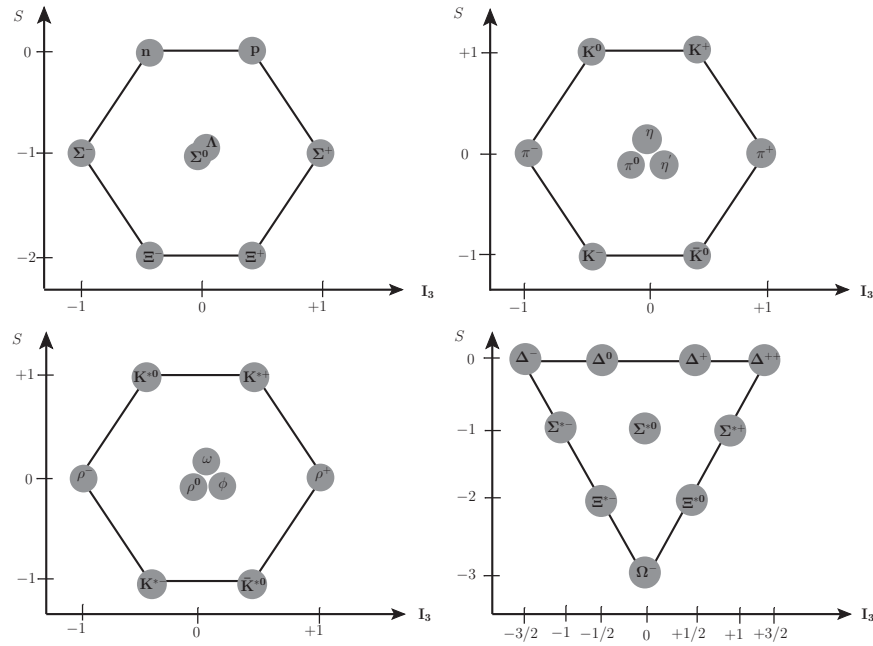 S
0
n p
−1
Σ⁻ Λ Σ⁰ Σ⁺
−2
Ξ⁻ Ξ⁺
−1 0 +1 I₃
S
+1
K⁰ K⁺
0
π⁻ η π⁰ η′ π⁺
−1
K⁻ K̄⁰
−1 0 +1 I₃
S
+1
K*⁰ K*⁺
0
ρ⁻ ω ρ⁰ ϕ ρ⁺
−1
K*⁻ K̄*⁰
−1 0 +1 I₃
S
0
Δ⁻ Δ⁰ Δ⁺ Δ⁺⁺
−1
Σ*⁻ Σ*⁰ Σ*⁺
−2
Ξ*⁻ Ξ*⁰
−3
Ω⁻
−3/2 −1 −1/2 0 +1/2 +1 +3/2 I₃